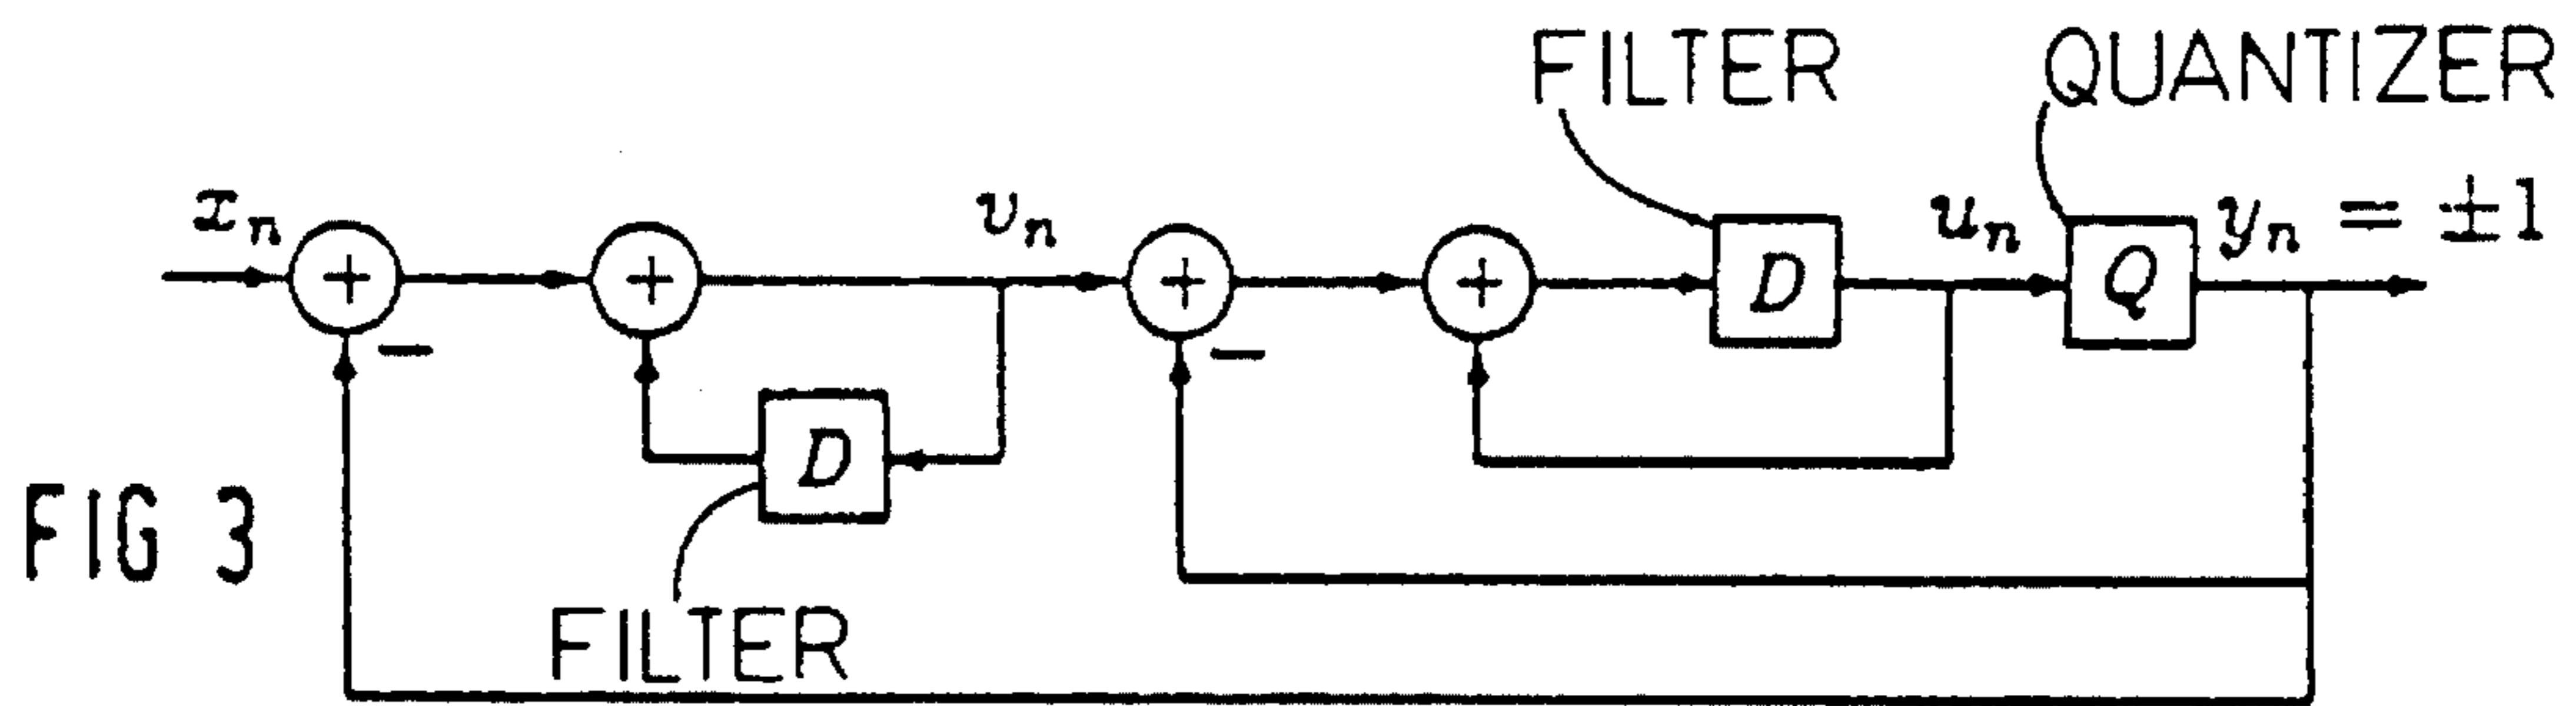 FILTER QUANTIZER
xₙ + + vₙ + + D uₙ Q yₙ = ±1
− −
D
FIG 3
FILTER